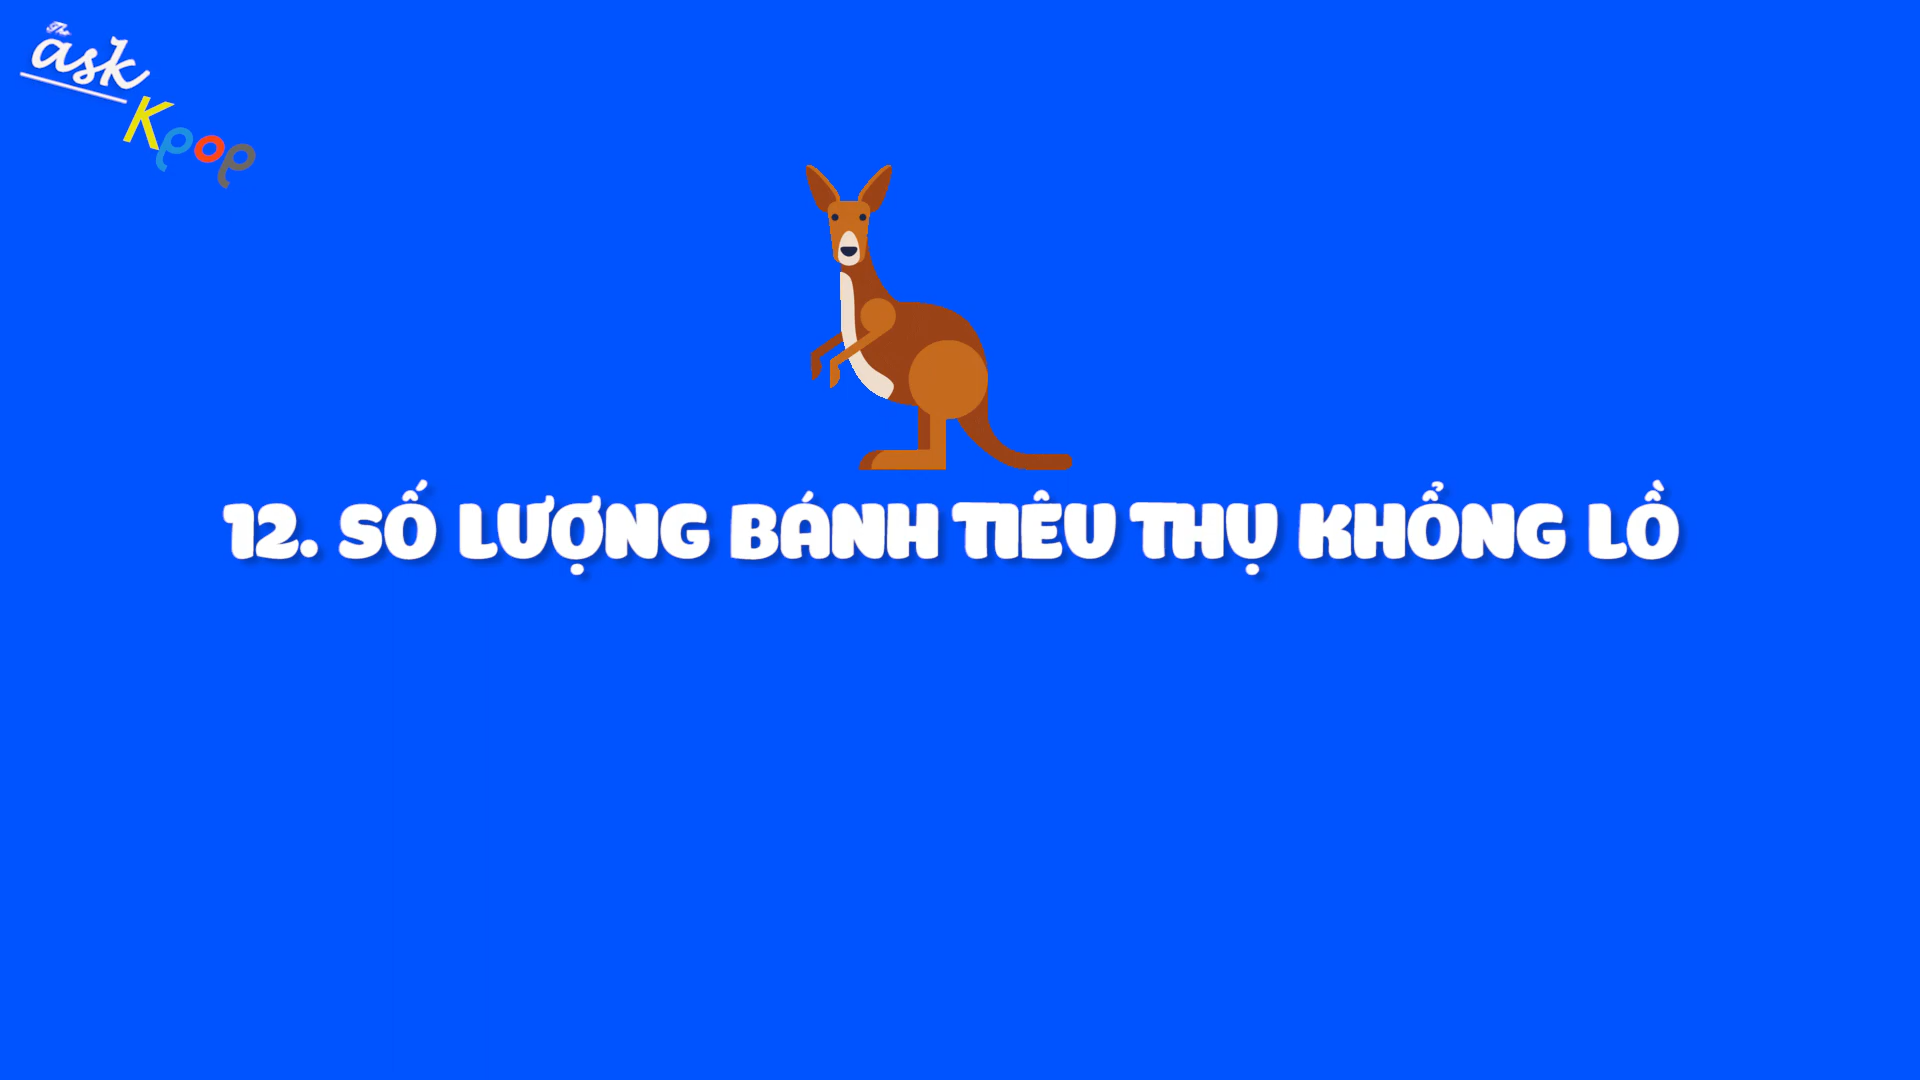 The
ask
Kpop
12. SỐ LƯỢNG BÁNH TIÊU THỤ KHỔNG LỒ